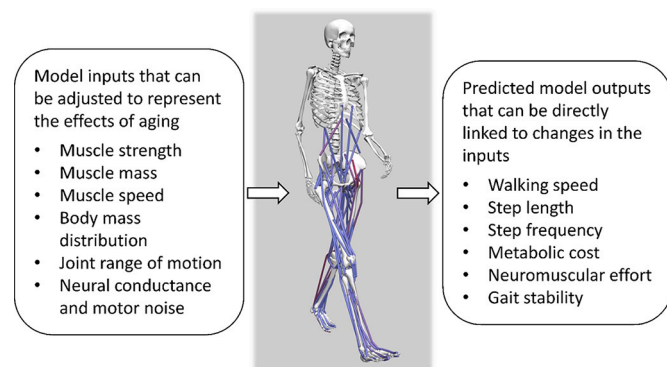 Model inputs that can
be adjusted to represent
the effects of aging
• Muscle strength
• Muscle mass
• Muscle speed
• Body mass
distribution
• Joint range of motion
• Neural conductance
and motor noise
Predicted model outputs
that can be directly
linked to changes in the
inputs
• Walking speed
• Step length
• Step frequency
• Metabolic cost
• Neuromuscular effort
• Gait stability